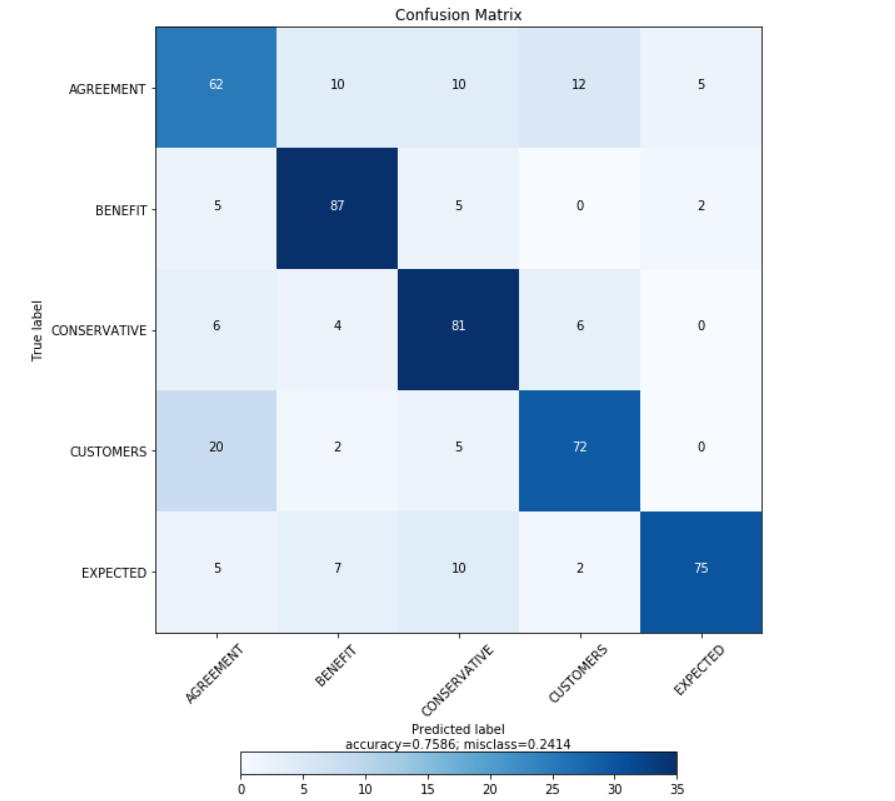 Confusion Matrix
AGREEMENT 62 10 10 12 5
BENEFIT 5 87 5 0 2
CONSERVATIVE 6 4 81 6 0
CUSTOMERS 20 2 5 72 0
EXPECTED 5 7 10 2 75
True label
AGREEMENT BENEFIT CONSERVATIVE CUSTOMERS EXPECTED
Predicted label
accuracy=0.7586; misclass=0.2414
0 5 10 15 20 25 30 35